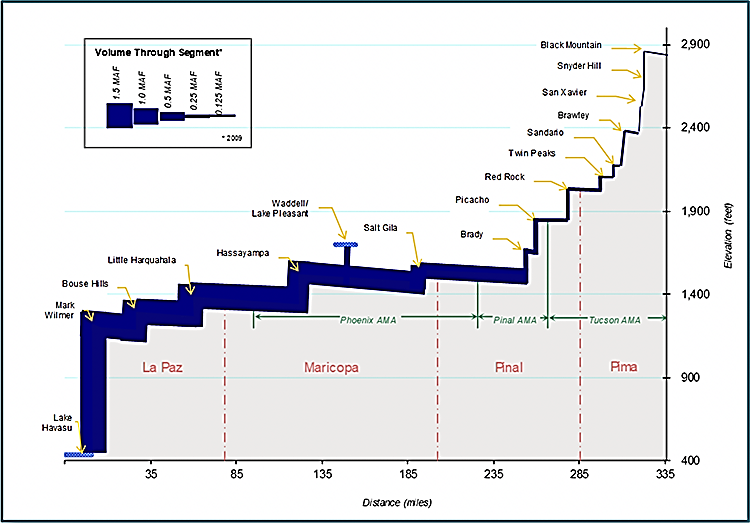 Volume Through Segment*
1.5 MAF
1.0 MAF
0.5 MAF
0.25 MAF
0.125 MAF
* 2009
Black Mountain
Snyder Hill
San Xavier
Brawley
Sandario
Twin Peaks
Red Rock
Picacho
Brady
Waddell/
Lake Pleasant
Salt Gila
Hassayampa
Little Harquahala
Bouse Hills
Mark
Wilmer
Lake
Havasu
Phoenix AMA
Pinal AMA
Tucson AMA
La Paz
Maricopa
Pinal
Pima
2,900
2,400
1,900
1,400
900
400
Elevation (feet)
35
85
135
185
235
285
335
Distance (miles)